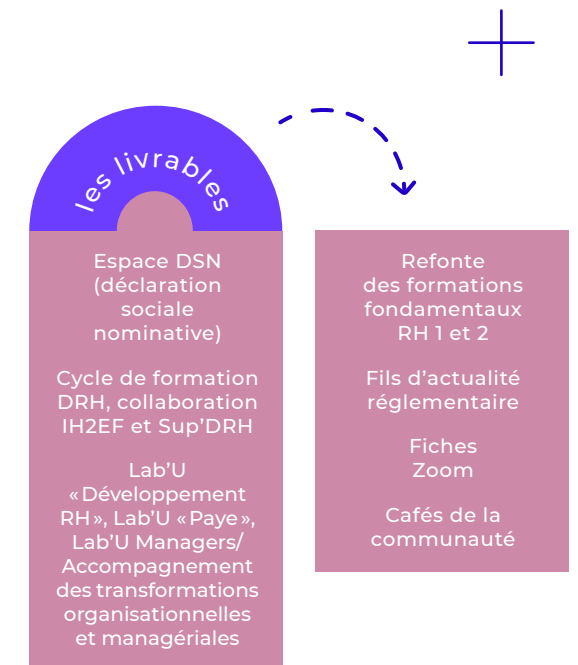 les livrables
Espace DSN
(déclaration
sociale
nominative)
Cycle de formation
DRH, collaboration
IH2EF et Sup’DRH
Lab’U
«Développement
RH», Lab’U «Paye»,
Lab’U Managers/
Accompagnement
des transformations
organisationnelles
et managériales
Refonte
des formations
fondamentaux
RH 1 et 2
Fils d’actualité
réglementaire
Fiches
Zoom
Cafés de la
communauté